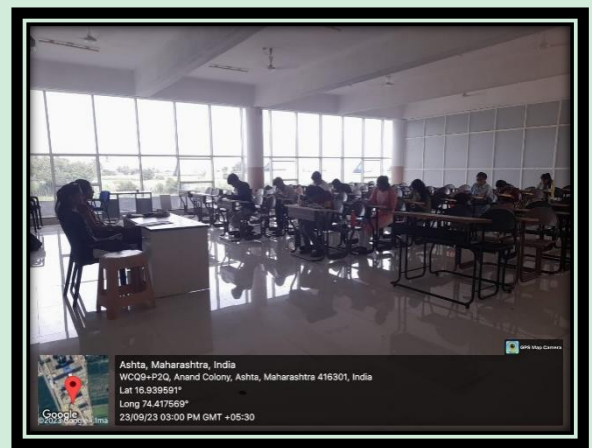 GPS Map Camera
Ashta, Maharashtra, India
WCQ9+P2Q, Anand Colony, Ashta, Maharashtra 416301, India
Lat 16.939591°
Long 74.417569°
23/09/23 03:00 PM GMT +05:30
Google